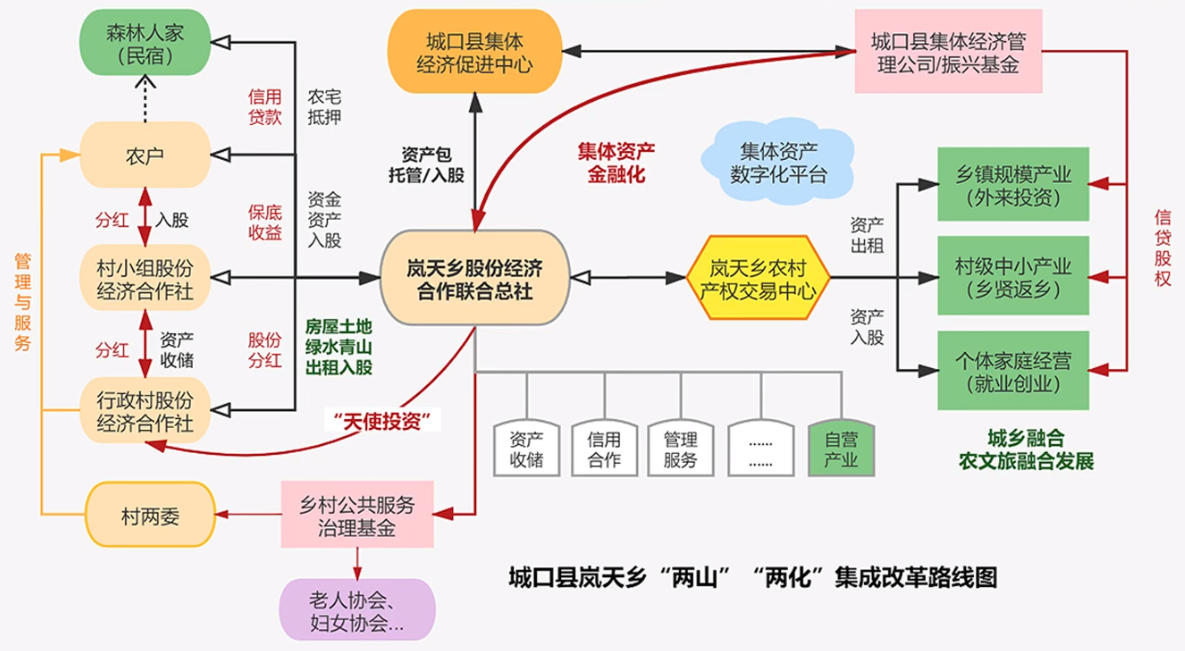 森林人家
（民宿）
城口县集体
经济促进中心
城口县集体经济管
理公司/振兴基金
信用
贷款
农宅
抵押
农户
资产包
托管/入股
集体资产
金融化
集体资产
数字化平台
乡镇规模产业
（外来投资）
分红
入股
保底
收益
资金
资产
入股
资产
出租
信贷股权
管理与服务
村小组股份
经济合作社
岚天乡股份经济
合作联合总社
岚天乡农村
产权交易中心
村级中小产业
（乡贤返乡）
分红
资产
收储
股份
分红
房屋土地
绿水青山
出租入股
资产
入股
个体家庭经营
（就业创业）
行政村股份
经济合作社
“天使投资”
资产
收储
信用
合作
管理
服务
......
......
自营
产业
城乡融合
农文旅融合发展
村两委
乡村公共服务
治理基金
城口县岚天乡“两山”“两化”集成改革路线图
老人协会、
妇女协会...